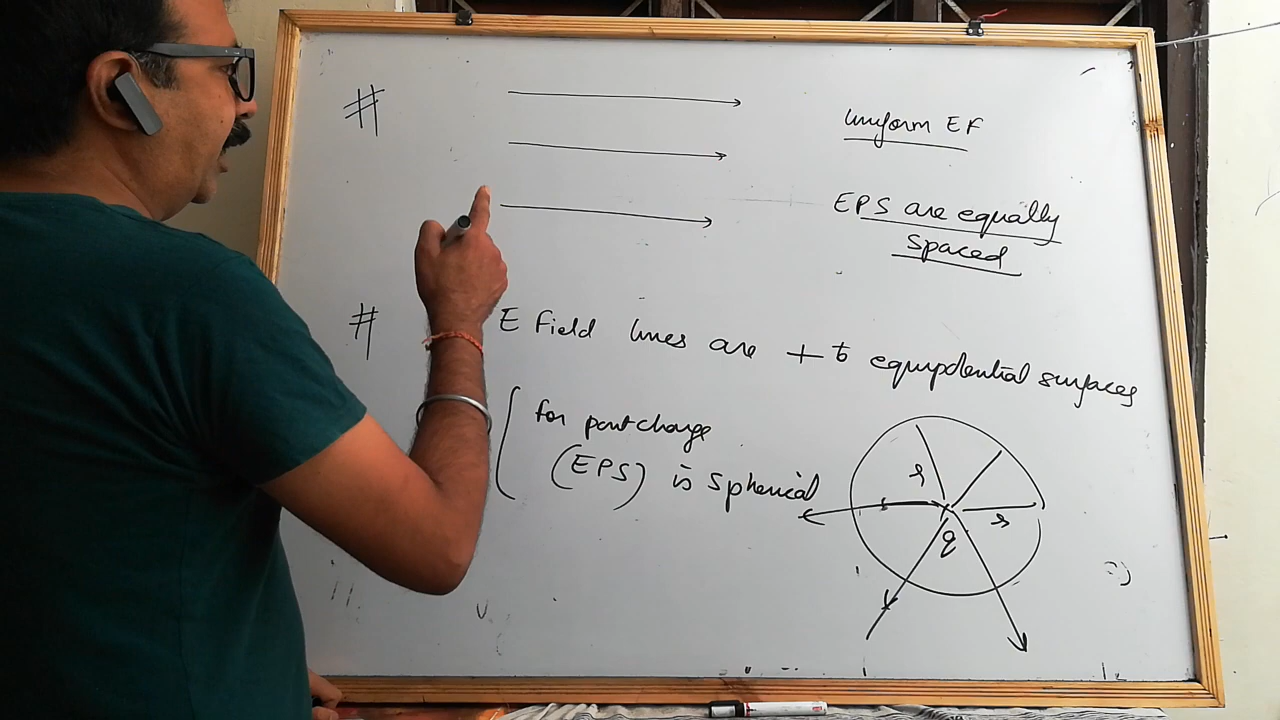 #
Uniform EF
EPS are equally
spaced
#
E Field lines are ⊥ to equipotential surfaces
for point charge
(EPS) is spherical
r
r
q